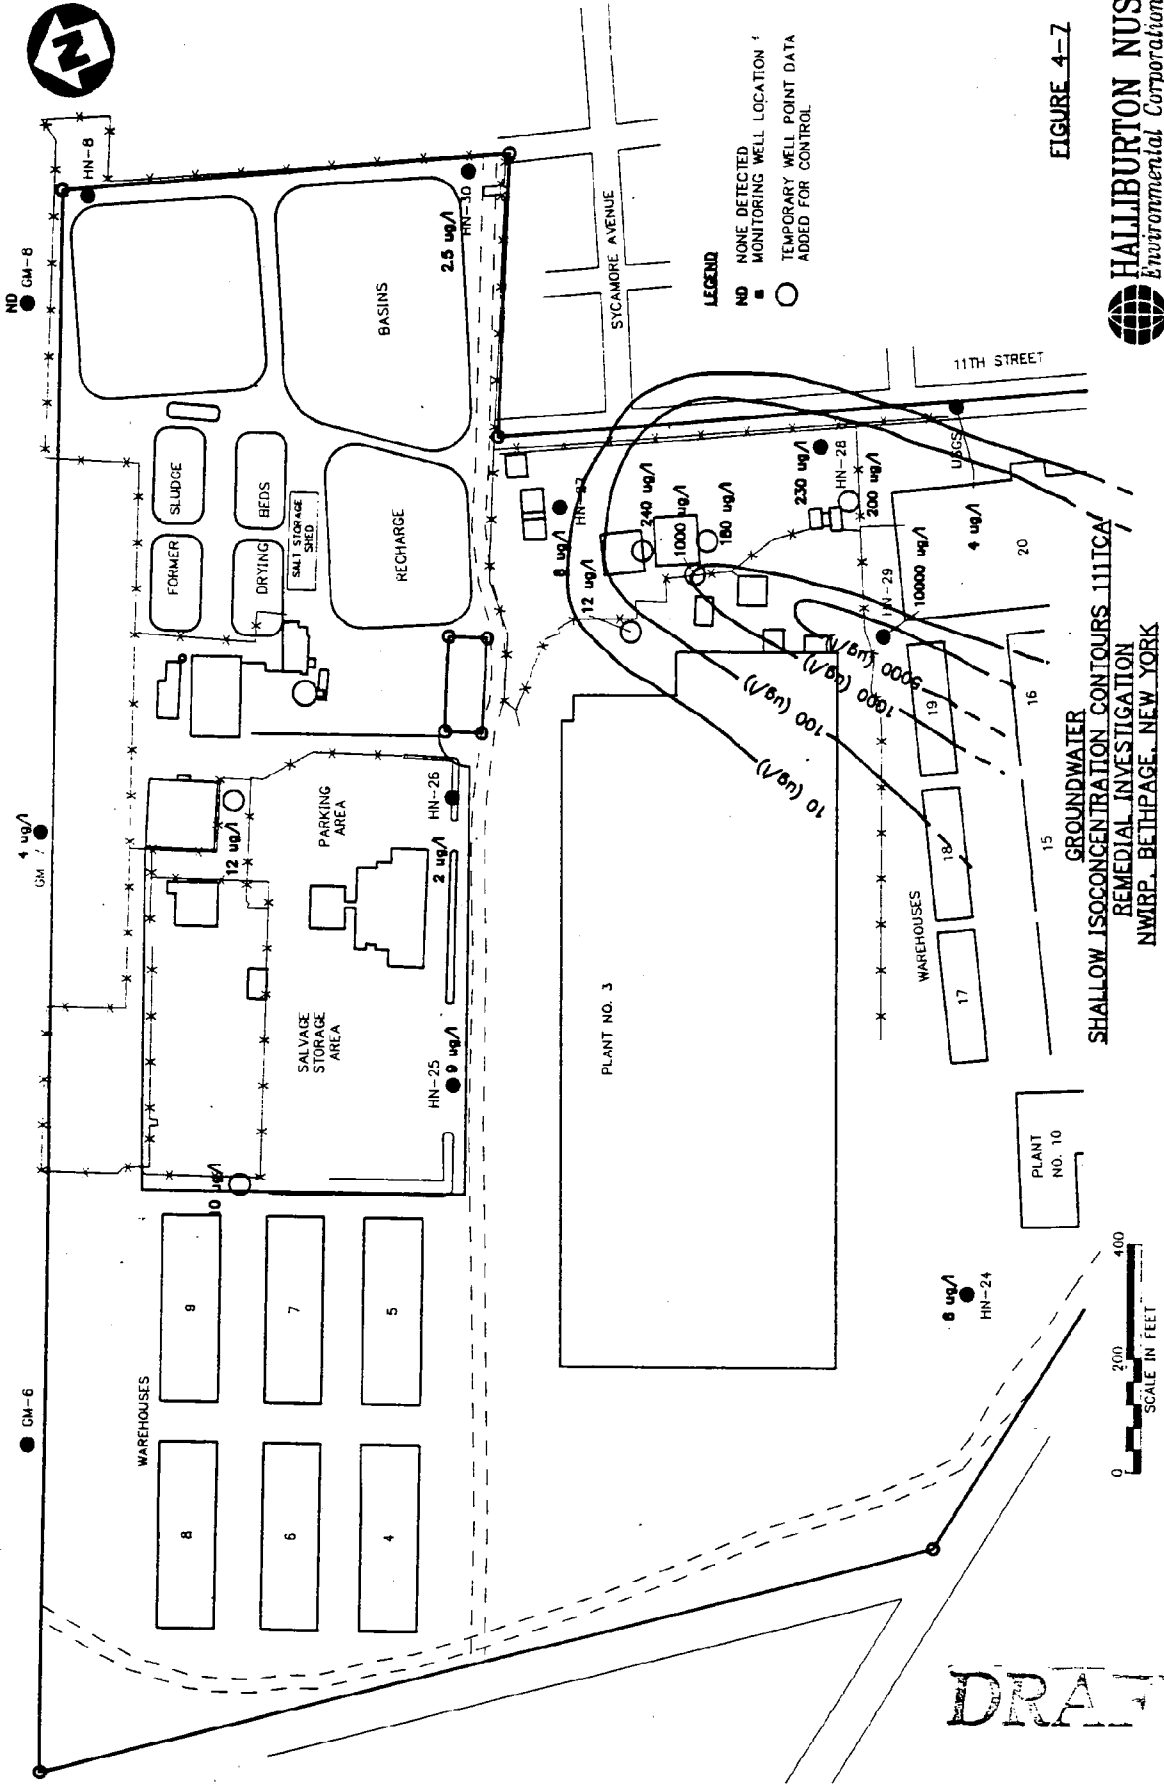 N
ND
GM-8
HN-8
2.5 ug/l
HN-30
BASINS
SLUDGE
BEDS
FORMER
DRYING
SALT STORAGE
SHED
RECHARGE
4 ug/l
12 ug/l
PARKING
AREA
HN-26
2 ug/l
SALVAGE
STORAGE
AREA
HN-25
9 ug/l
GM-6
WAREHOUSES
9
7
5
8
6
4
SYCAMORE AVENUE
11TH STREET
LEGEND
ND NONE DETECTED
MONITORING WELL LOCATION
TEMPORARY WELL POINT DATA
ADDED FOR CONTROL
12 ug/l
240 ug/l
1000 ug/l
180 ug/l
230 ug/l
HN-28
200 ug/l
USGS
4 ug/l
HN-29
10000 ug/l
20
10 (ug/l)
100 (ug/l)
1000 (ug/l)
5000 (ug/l)
19
18
17
16
15
WAREHOUSES
PLANT NO. 3
PLANT
NO. 10
HN-24
0 200 400
SCALE IN FEET
GROUNDWATER
SHALLOW ISOCONCENTRATION CONTOURS 111TCA
REMEDIAL INVESTIGATION
NWIRP, BETHPAGE, NEW YORK
FIGURE 4-7
HALLIBURTON NUS
Environmental Corporation